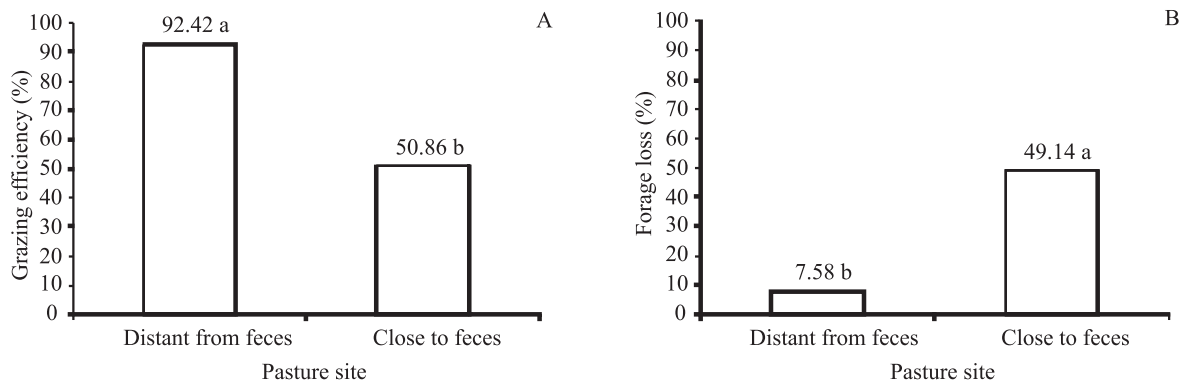 A
Grazing efficiency (%)
100
90
80
70
60
50
40
30
20
10
0
92.42 a
50.86 b
Distant from feces
Close to feces
Pasture site
B
Forage loss (%)
100
90
80
70
60
50
40
30
20
10
0
7.58 b
49.14 a
Distant from feces
Close to feces
Pasture site